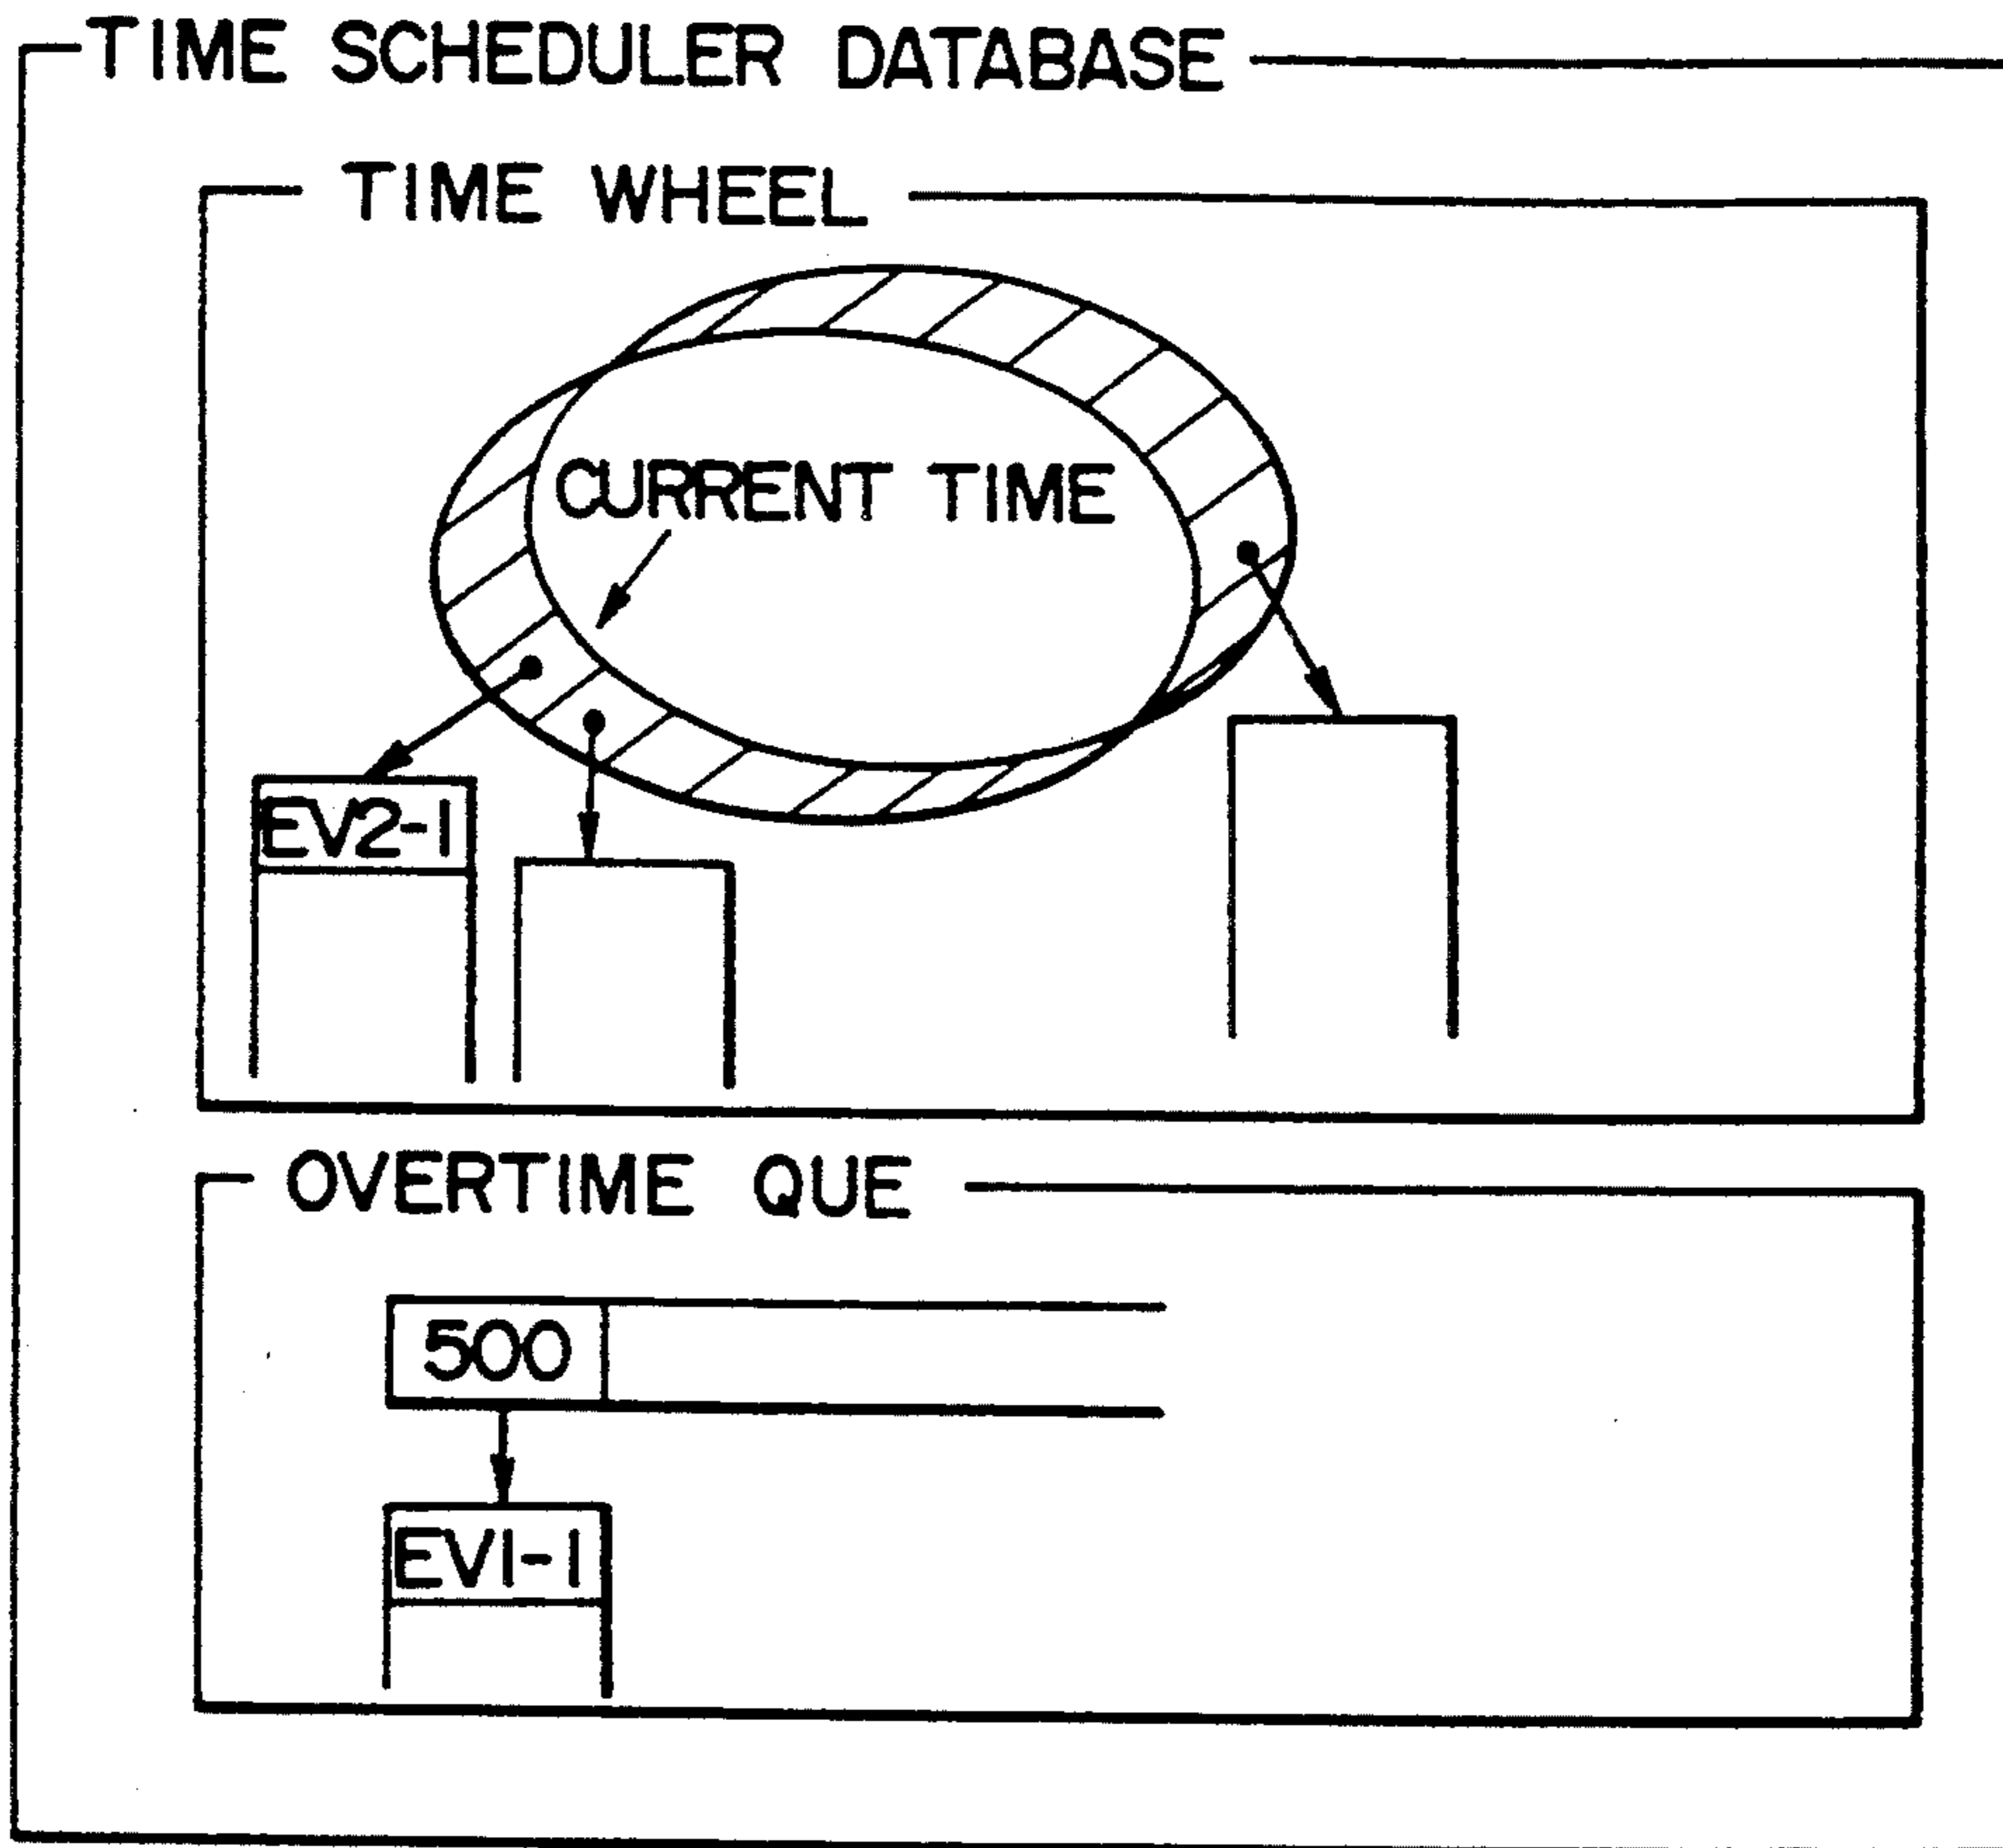 TIME SCHEDULER DATABASE
TIME WHEEL
CURRENT TIME
EV2-1
OVERTIME QUE
500
EV1-1